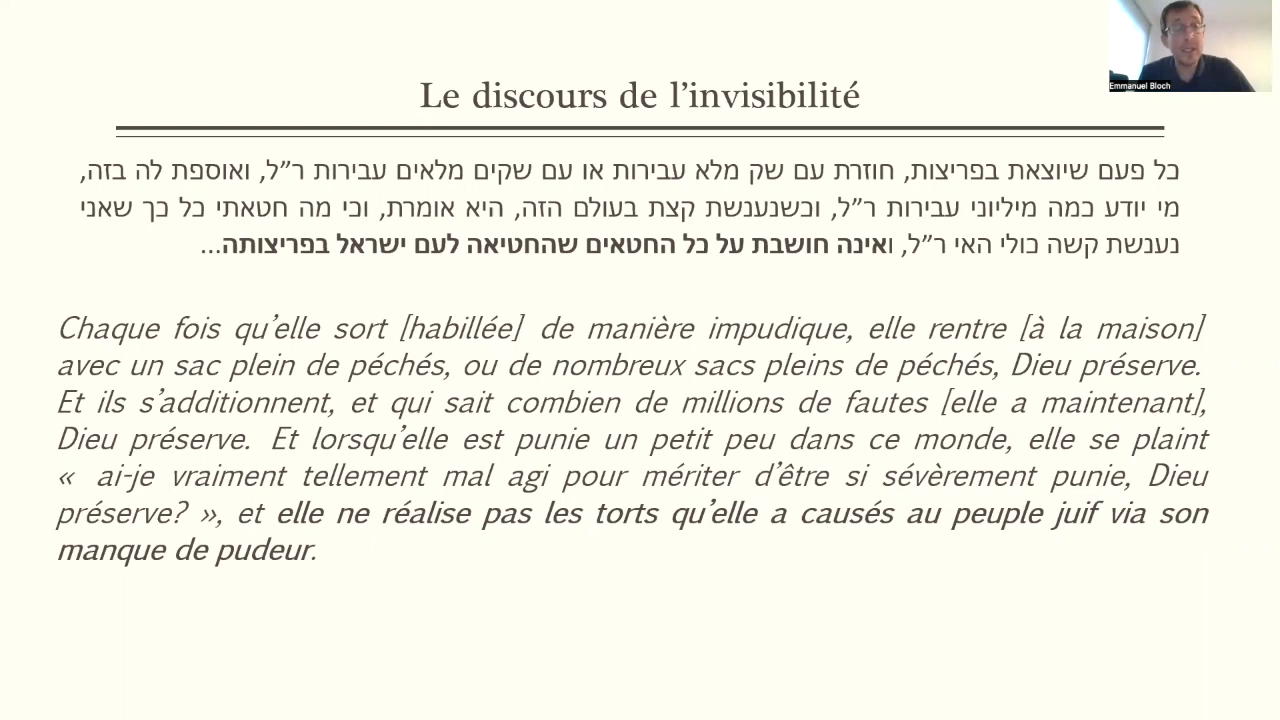 Emmanuel Bloch
Le discours de l’invisibilité
כל פעם שיוצאת בפריצות, חוזרת עם שק מלא עבירות או עם שקים מלאים עבירות ר”ל, ואוספת לה בזה,
מי יודע כמה מיליוני עבירות ר”ל, וכשנענשת קצת בעולם הזה, היא אומרת, וכי מה חטאתי כל כך שאני
נענשת קשה כולי האי ר”ל, ואינה חושבת על כל החטאים שהחטיאה לעם ישראל בפריצותה...
Chaque fois qu’elle sort [habillée] de manière impudique, elle rentre [à la maison]
avec un sac plein de péchés, ou de nombreux sacs pleins de péchés, Dieu préserve.
Et ils s’additionnent, et qui sait combien de millions de fautes [elle a maintenant],
Dieu préserve. Et lorsqu’elle est punie un petit peu dans ce monde, elle se plaint
« ai-je vraiment tellement mal agi pour mériter d’être si sévèrement punie, Dieu
préserve? », et elle ne réalise pas les torts qu’elle a causés au peuple juif via son
manque de pudeur.